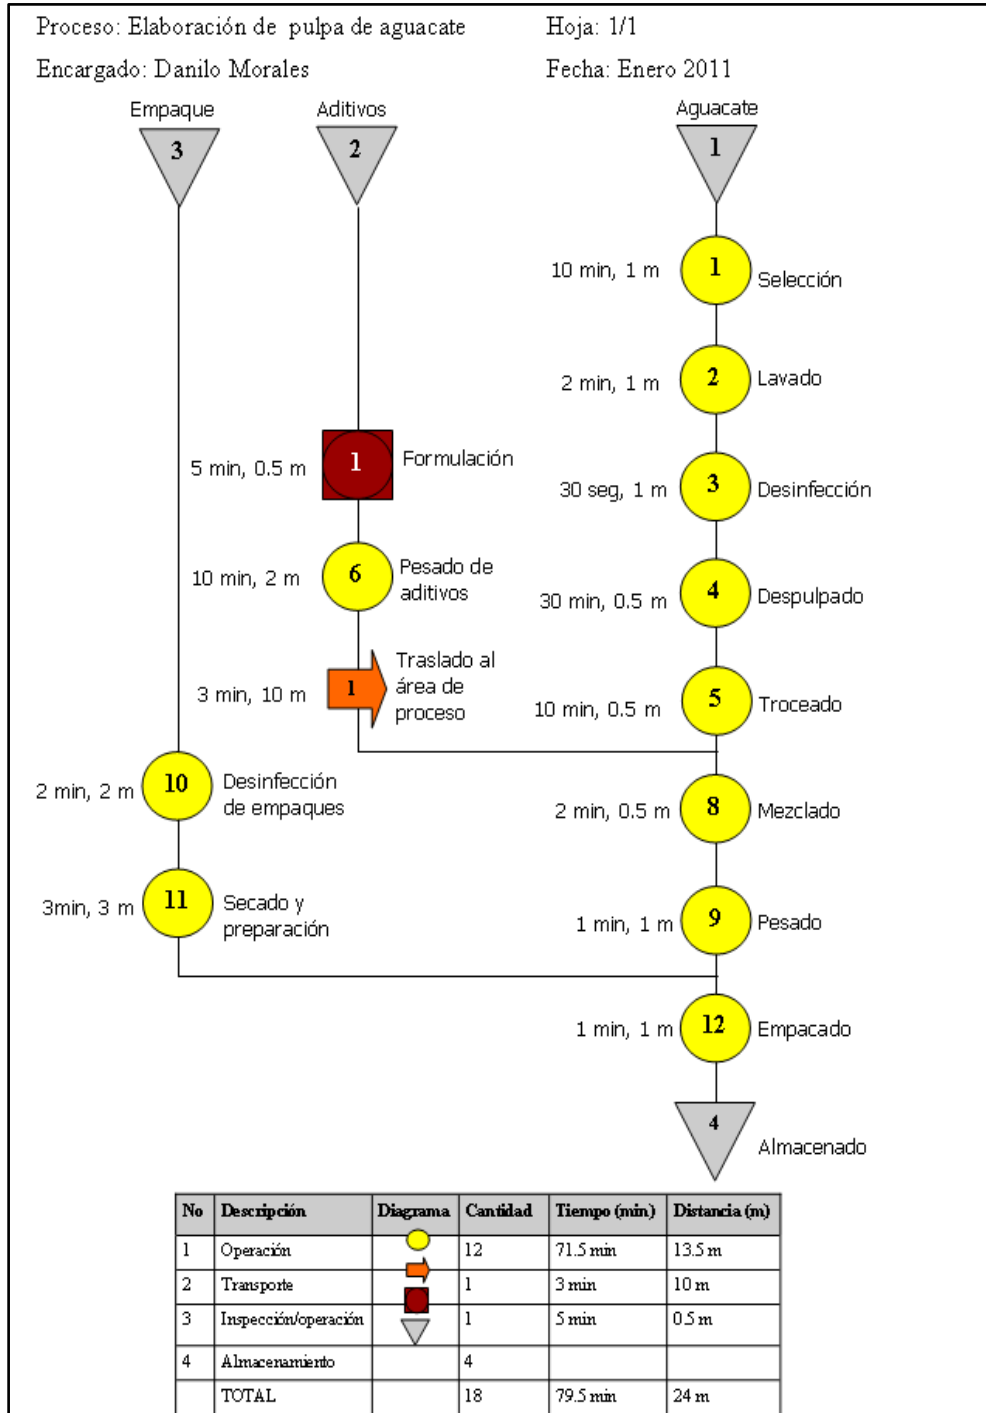 Proceso: Elaboración de pulpa de aguacate
Hoja: 1/1
Encargado: Danilo Morales
Fecha: Enero 2011
Empaque
Aditivos
Aguacate
3
2
1
10 min, 1 m
1
Selección
2 min, 1 m
2
Lavado
5 min, 0.5 m
1
Formulación
30 seg, 1 m
3
Desinfección
10 min, 2 m
6
Pesado de
aditivos
30 min, 0.5 m
4
Despulpado
3 min, 10 m
1
Traslado al
área de
proceso
10 min, 0.5 m
5
Troceado
2 min, 2 m
10
Desinfección
de empaques
2 min, 0.5 m
8
Mezclado
3min, 3 m
11
Secado y
preparación
1 min, 1 m
9
Pesado
1 min, 1 m
12
Empacado
4
Almacenado
No Descripción Diagrama Cantidad Tiempo (min) Distancia (m)
1 Operación 12 71.5 min 13.5 m
2 Transporte 1 3 min 10 m
3 Inspección/operación 1 5 min 0.5 m
4 Almacenamiento 4
TOTAL 18 79.5 min 24 m